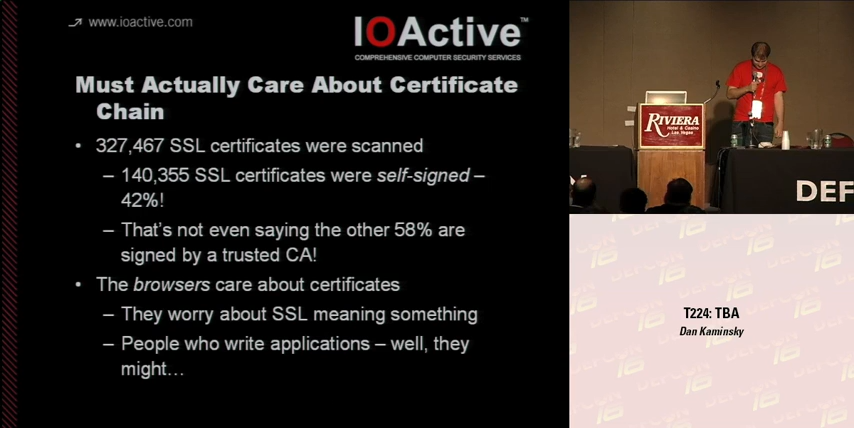 www.ioactive.com
IOActive™
COMPREHENSIVE COMPUTER SECURITY SERVICES
Must Actually Care About Certificate
Chain
• 327,467 SSL certificates were scanned
– 140,355 SSL certificates were self-signed –
42%!
– That's not even saying the other 58% are
signed by a trusted CA!
• The browsers care about certificates
– They worry about SSL meaning something
– People who write applications – well, they
might…
RIVIERA
Hotel & Casino
Las Vegas
DEF
T224: TBA
Dan Kaminsky